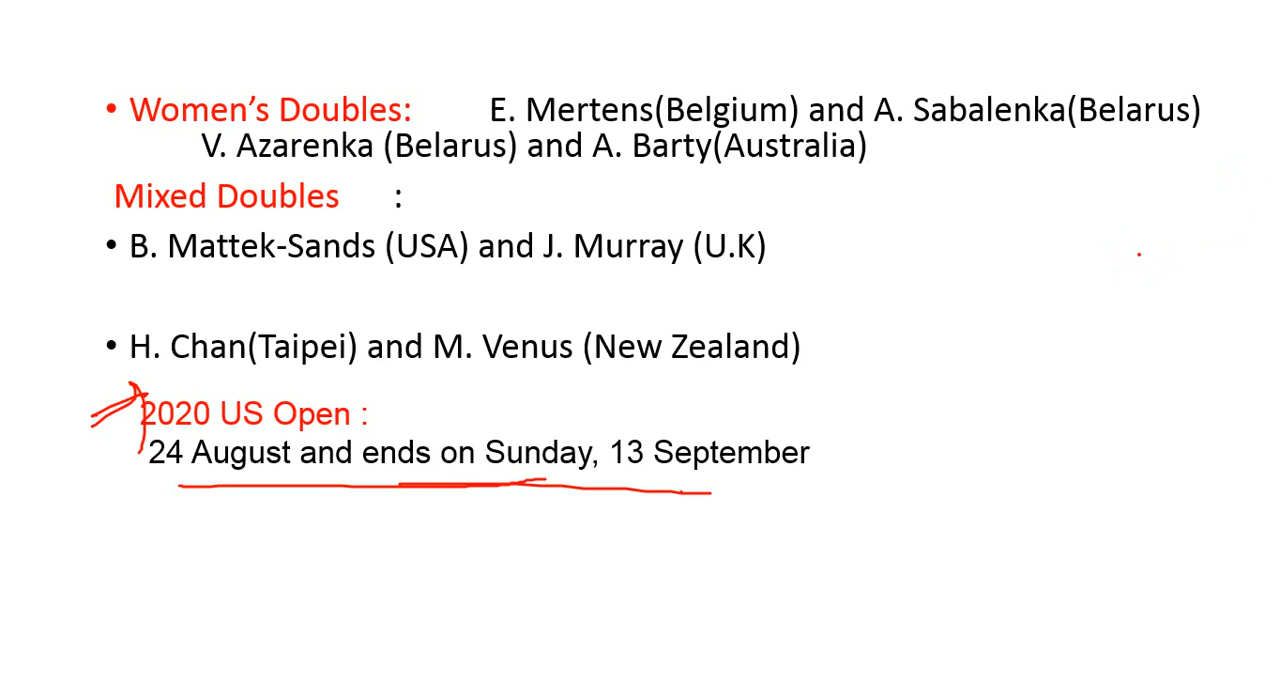 • Women’s Doubles: E. Mertens(Belgium) and A. Sabalenka(Belarus)
V. Azarenka (Belarus) and A. Barty(Australia)
Mixed Doubles :
• B. Mattek-Sands (USA) and J. Murray (U.K)
• H. Chan(Taipei) and M. Venus (New Zealand)
2020 US Open :
24 August and ends on Sunday, 13 September